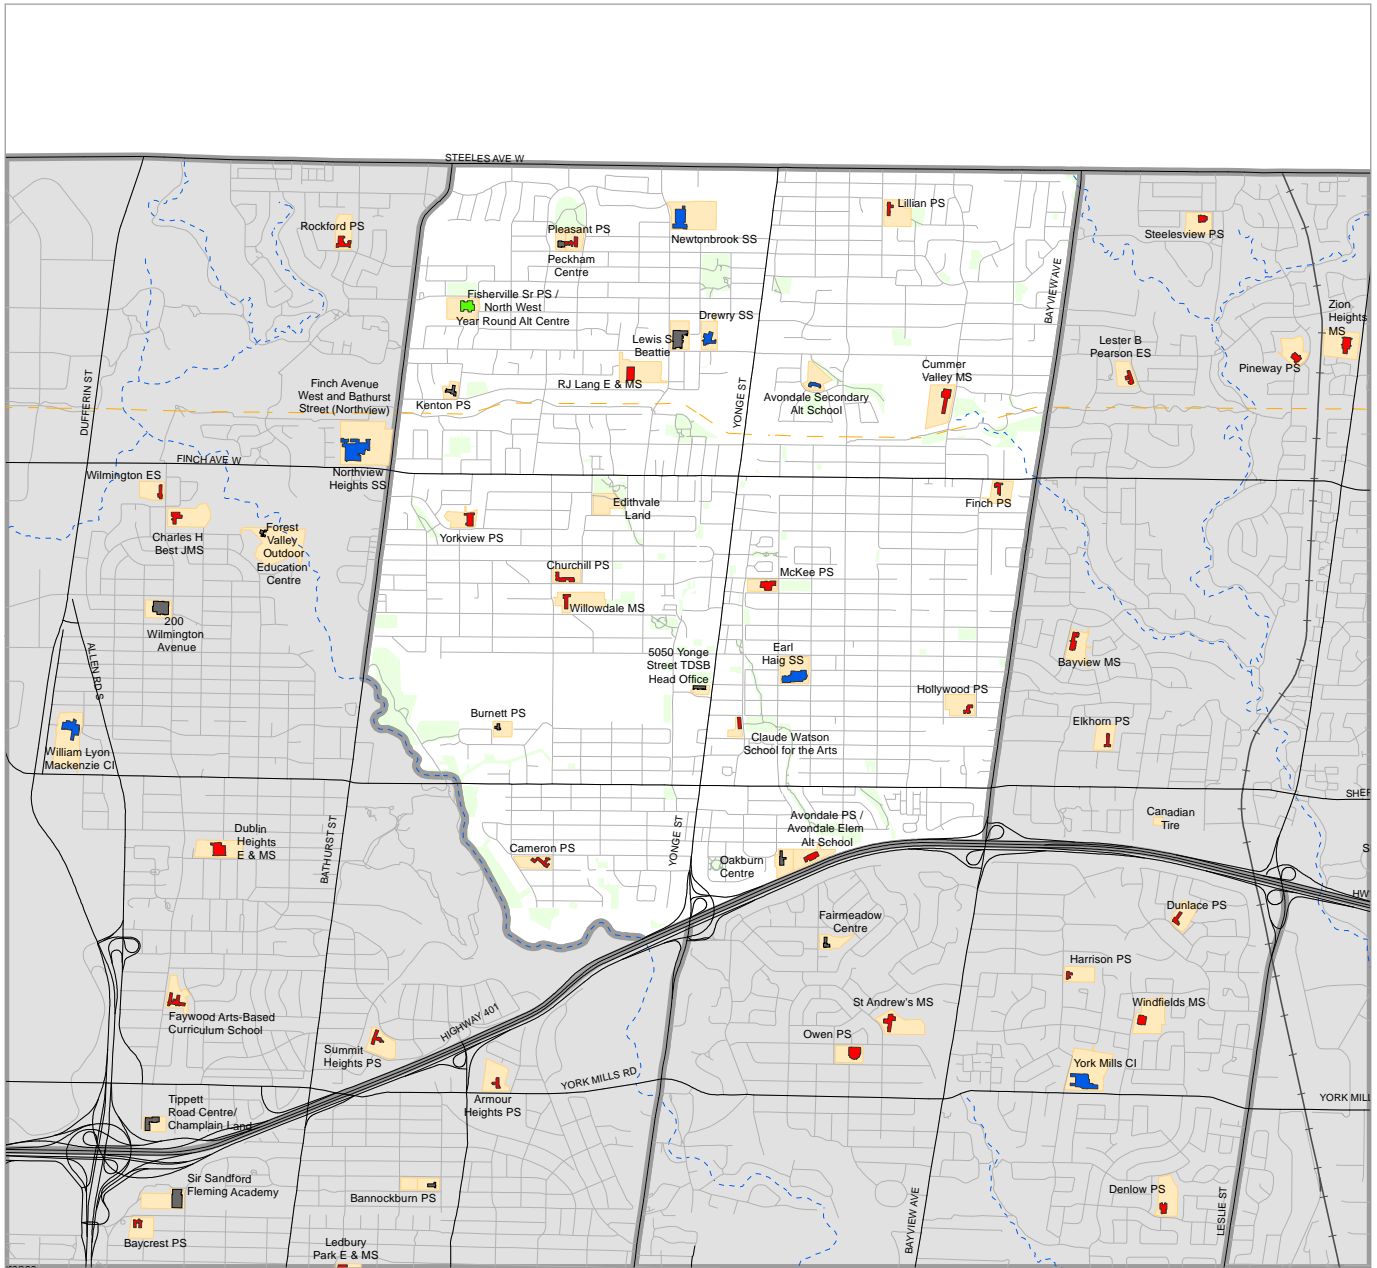 STEELES AVE W
Rockford PS
Pleasant PS
Peckham
Centre
Newtonbrook SS
Lillian PS
Steelesview PS
BAYVIEW AVE
Fisherville Sr PS /
North West
Year Round Alt Centre
Drewry SS
Lewis S
Beattie
Zion
Heights
MS
Lester B
Pearson ES
Pineway PS
DUFFERIN ST
Finch Avenue
West and Bathurst
Street (Northview)
Kenton PS
RJ Lang E & MS
YONGE ST
Avondale Secondary
Alt School
Cummer
Valley MS
FINCH AVE W
Wilmington ES
Northview
Heights SS
Edithvale
Land
Finch PS
Charles H
Best JMS
Forest
Valley
Outdoor
Education
Centre
Yorkview PS
Churchill PS
McKee PS
Willowdale MS
200
Wilmington
Avenue
ALLEN RD S
5050 Yonge
Street TDSB
Head Office
Earl
Haig SS
Bayview MS
Hollywood PS
William Lyon
Mackenzie CI
Burnett PS
Claude Watson
School for the Arts
Elkhorn PS
SHEP
Dublin
Heights
E & MS
BATHURST ST
Cameron PS
YONGE ST
Oakburn
Centre
Avondale PS /
Avondale Elem
Alt School
Canadian
Tire
S
HW
Fairmeadow
Centre
Dunlace PS
Harrison PS
Faywood Arts-Based
Curriculum School
Summit
Heights PS
HIGHWAY 401
St Andrew's MS
Owen PS
Windfields MS
York Mills CI
YORK MILLS RD
YORK MILL
Armour
Heights PS
Tippett
Road Centre/
Champlain Land
Sir Sandford
Fleming Academy
Bannockburn PS
Baycrest PS
Ledbury
Park E & MS
BAYVIEW AVE
Denlow PS
LESLIE ST